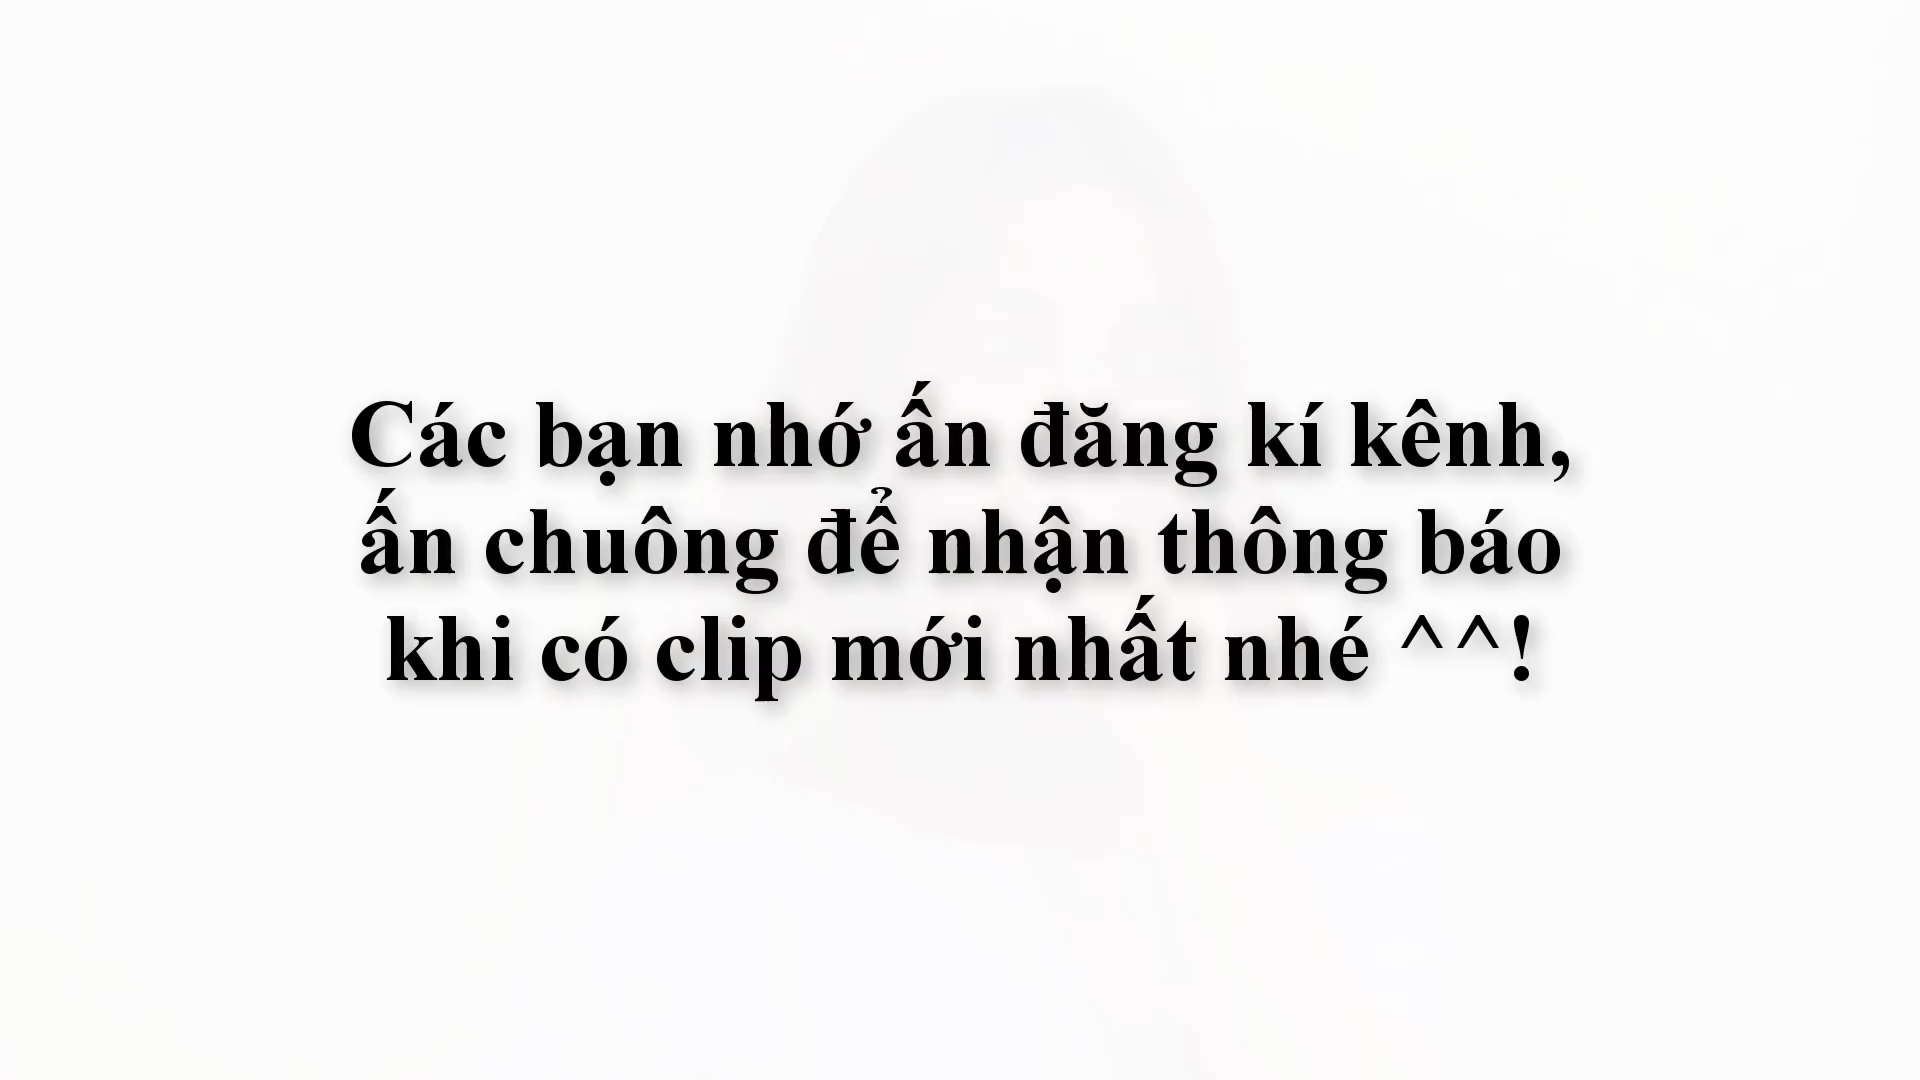 Các bạn nhớ ấn đăng kí kênh,
ấn chuông để nhận thông báo
khi có clip mới nhất nhé ^^!